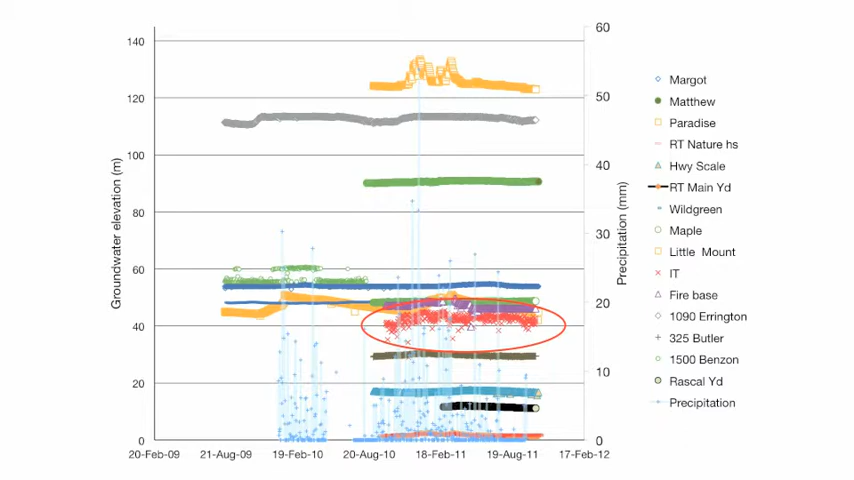 60
140
50
120
100
40
80
30
60
20
40
10
20
0
0
20-Feb-09 21-Aug-09 19-Feb-10 20-Aug-10 18-Feb-11 19-Aug-11 17-Feb-12
Groundwater elevation (m)
Precipitation (mm)
Margot
Matthew
Paradise
RT Nature hs
Hwy Scale
RT Main Yd
Wildgreen
Maple
Little Mount
IT
Fire base
1090 Errington
325 Butler
1500 Benzon
Rascal Yd
Precipitation